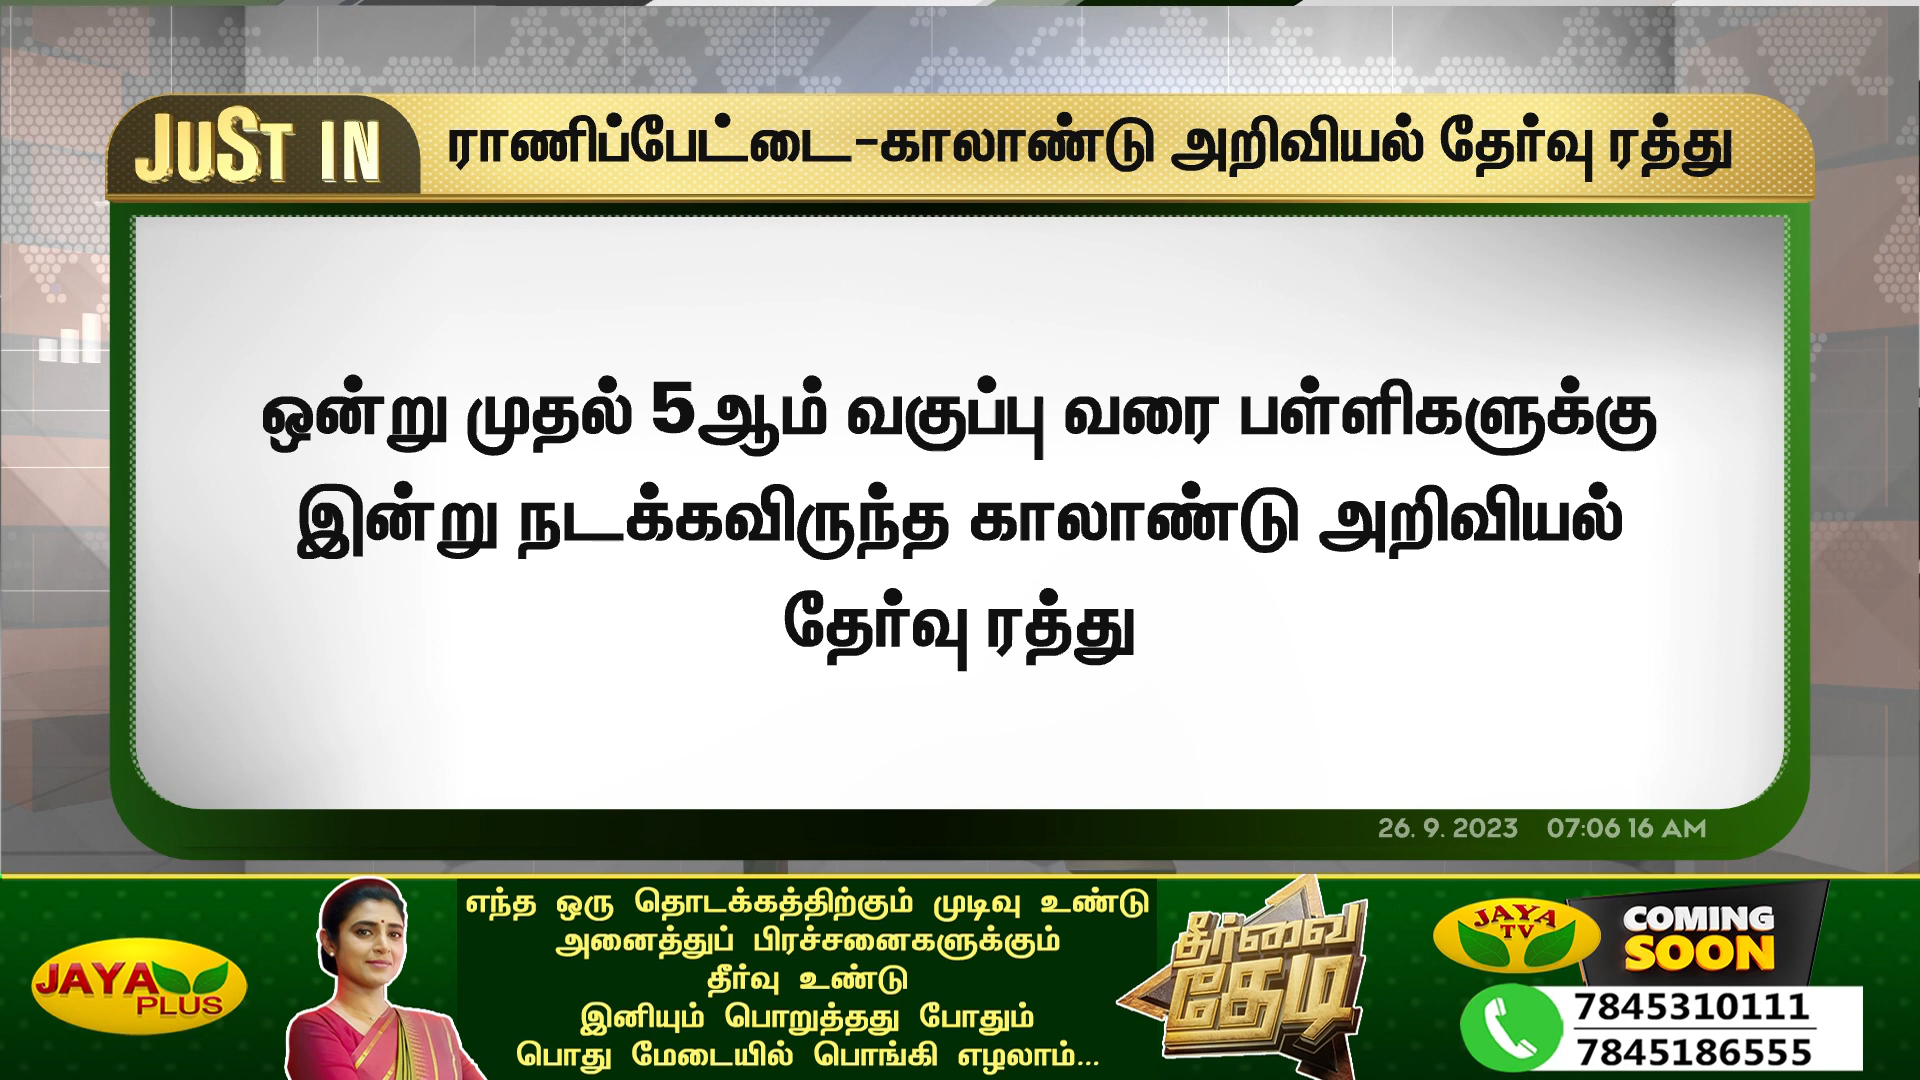 JUST IN
ராணிப்பேட்டை-காலாண்டு அறிவியல் தேர்வு ரத்து
ஒன்று முதல் 5ஆம் வகுப்பு வரை பள்ளிகளுக்கு
இன்று நடக்கவிருந்த காலாண்டு அறிவியல்
தேர்வு ரத்து
26. 9. 2023 07:06 16 AM
JAYA
PLUS
எந்த ஒரு தொடக்கத்திற்கும் முடிவு உண்டு
அனைத்துப் பிரச்சனைகளுக்கும்
தீர்வு உண்டு
இனியும் பொறுத்தது போதும்
பொது மேடையில் பொங்கி எழலாம்...
தீர்வை
தேடி
JAYA
TV
COMING
SOON
7845310111
7845186555